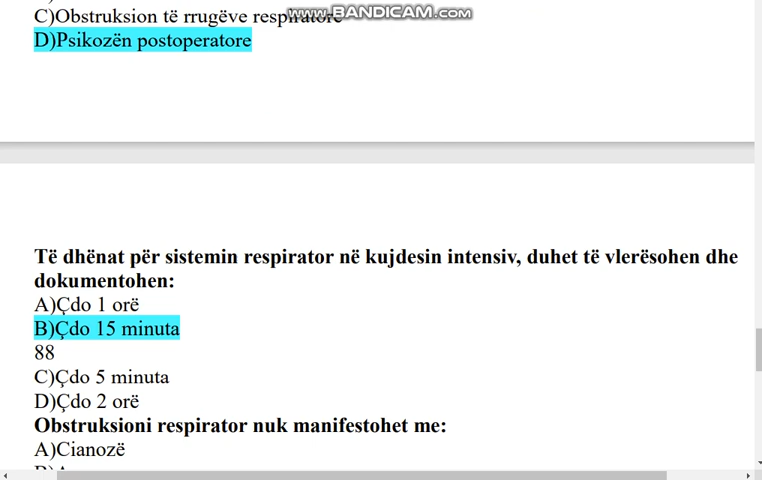 C)Obstruksion të rrugëve respiratore
www.BANDICAM.com
D)Psikozën postoperatore
Të dhënat për sistemin respirator në kujdesin intensiv, duhet të vlerësohen dhe
dokumentohen:
A)Çdo 1 orë
B)Çdo 15 minuta
88
C)Çdo 5 minuta
D)Çdo 2 orë
Obstruksioni respirator nuk manifestohet me:
A)Cianozë